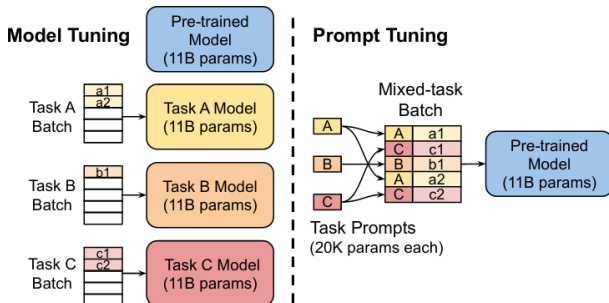 Model Tuning
Pre-trained
Model
(11B params)
a1
a2
Task A
Batch
Task A Model
(11B params)
b1
Task B
Batch
Task B Model
(11B params)
c1
c2
Task C
Batch
Task C Model
(11B params)
Prompt Tuning
Mixed-task
Batch
A
B
C
A a1
C c1
B b1
A a2
C c2
Task Prompts
(20K params each)
Pre-trained
Model
(11B params)